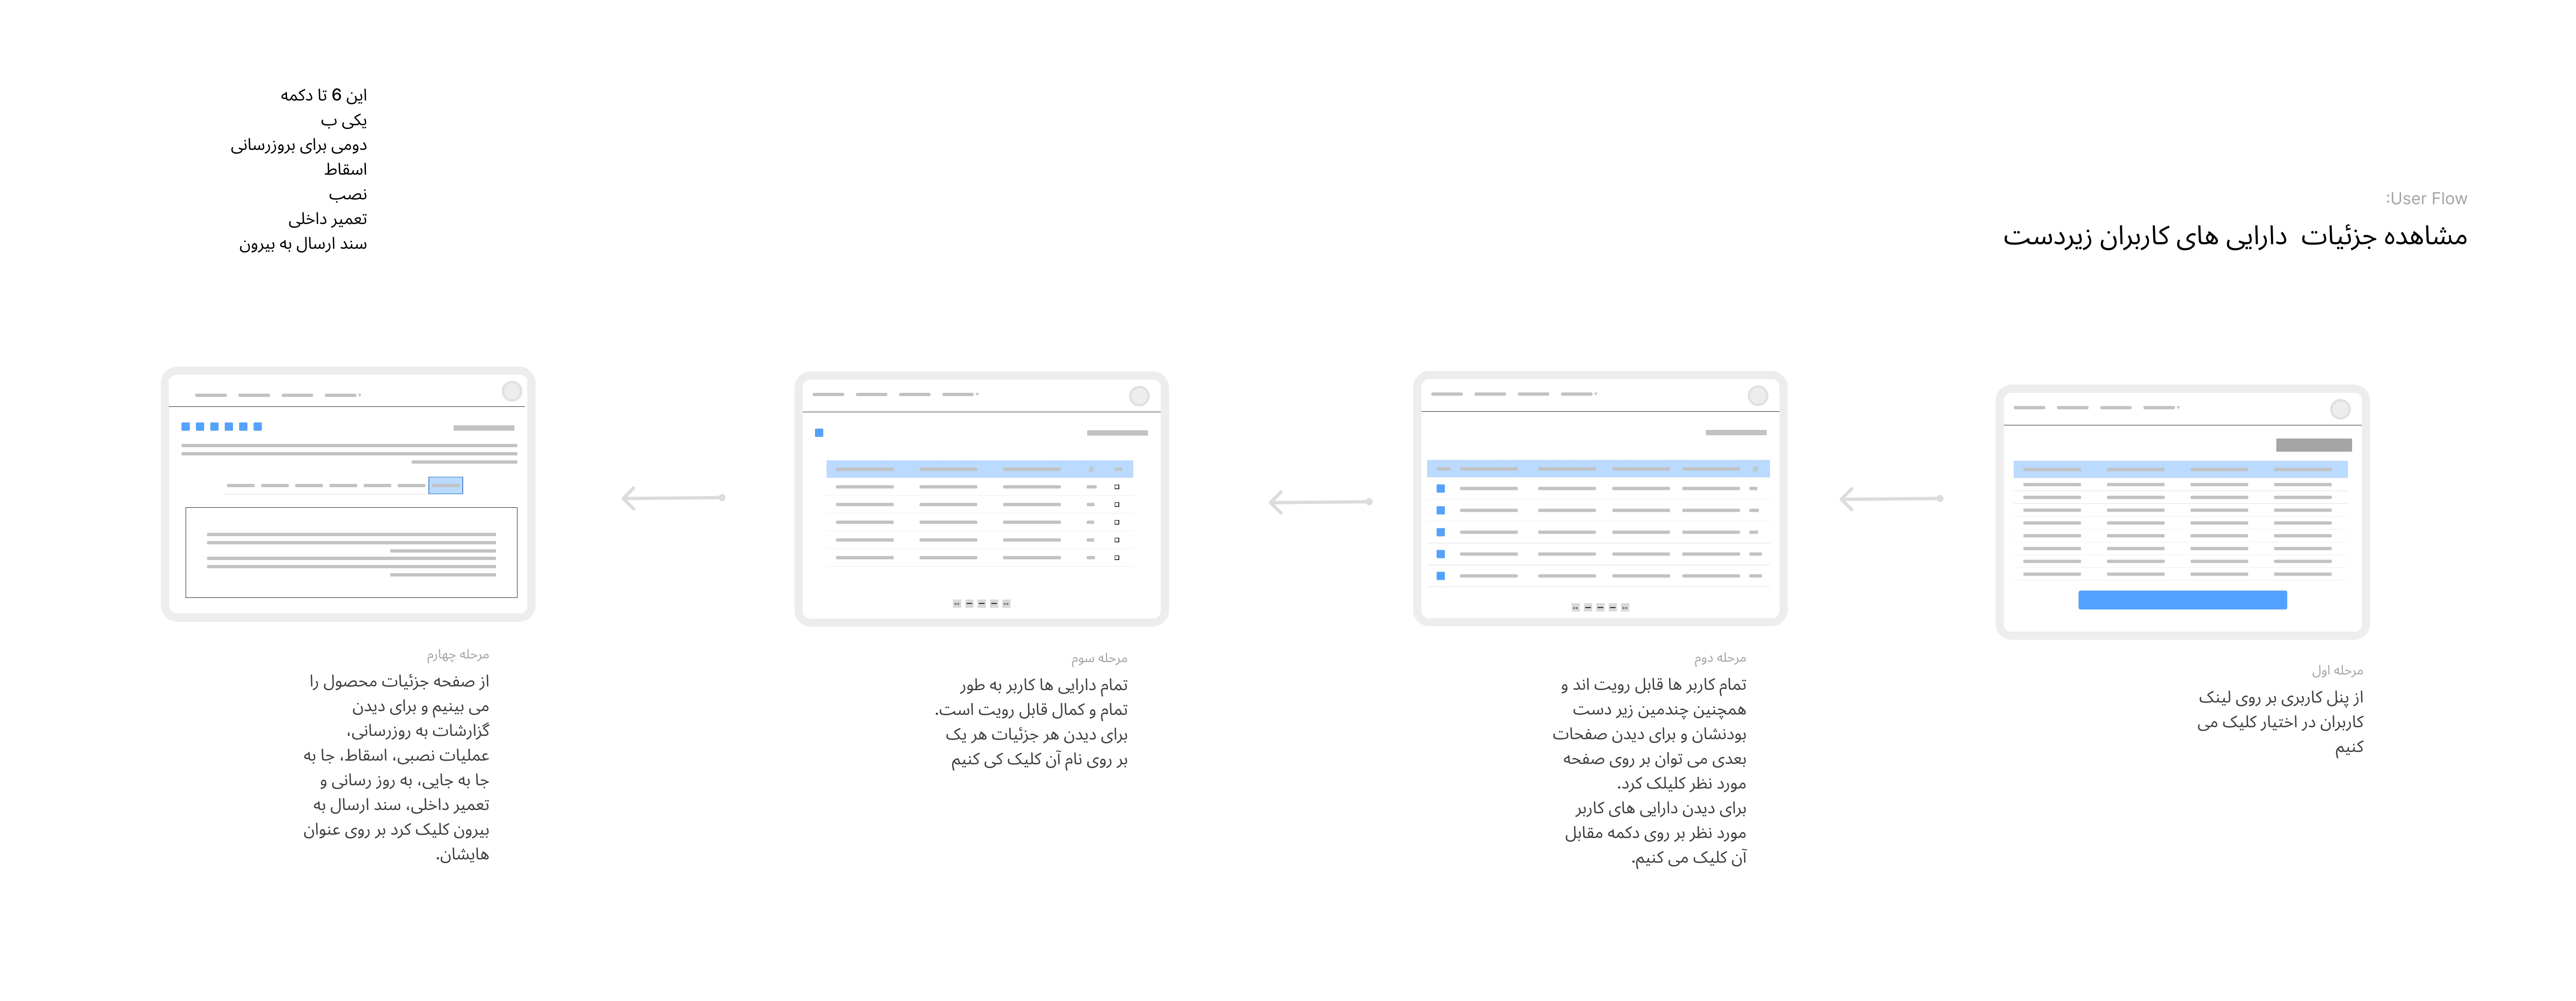 User Flow:
مشاهده جزئیات دارایی های کاربران زیردست
این 6 تا دکمه
یکی ب
دومی برای بروزرسانی
اسقاط
نصب
تعمیر داخلی
سند ارسال به بیرون
مرحله اول
از پنل کاربری بر روی لینک
کاربران در اختیار کلیک می
کنیم
مرحله دوم
تمام کاربر ها قابل رویت اند و
همچنین چندمین زیر دست
بودنشان و برای دیدن صفحات
بعدی می توان بر روی صفحه
مورد نظر کلیلک کرد.
برای دیدن دارایی های کاربر
مورد نظر بر روی دکمه مقابل
آن کلیک می کنیم.
مرحله سوم
تمام دارایی ها کاربر به طور
تمام و کمال قابل رویت است.
برای دیدن هر جزئیات هر یک
بر روی نام آن کلیک کی کنیم
مرحله چهارم
از صفحه جزئیات محصول را
می بینیم و برای دیدن
گزارشات به روزرسانی،
عملیات نصبی، اسقاط، جا به
جا به جایی، به روز رسانی و
تعمیر داخلی، سند ارسال به
بیرون کلیک کرد بر روی عنوان
هایشان.